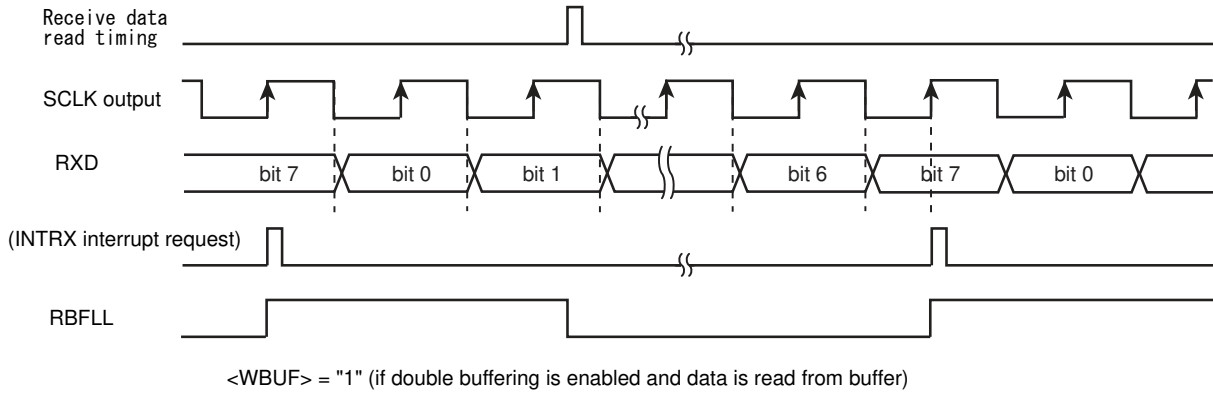 Receive data
read timing
SCLK output
RXD
bit 7
bit 0
bit 1
bit 6
bit 7
bit 0
(INTRX interrupt request)
RBFLL
<WBUF> = "1" (if double buffering is enabled and data is read from buffer)